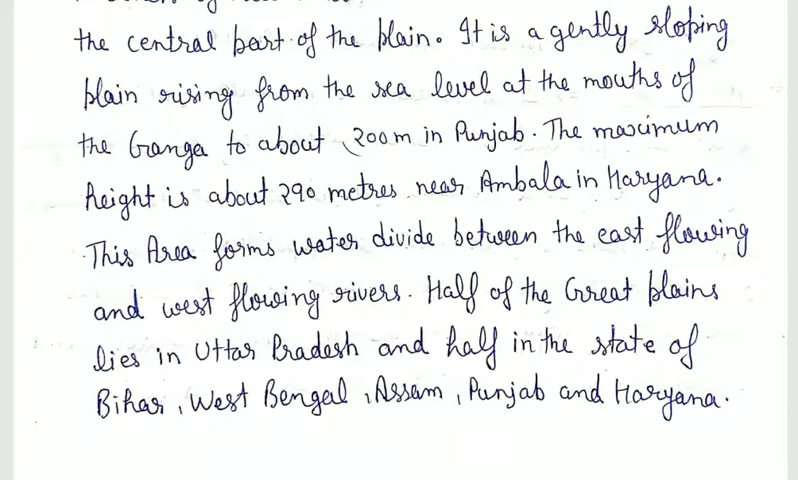 the central part of the plain. It is a gently sloping
plain rising from the sea level at the mouths of
the Ganga to about 200m in Punjab. The maximum
height is about 290 metres near Ambala in Haryana.
This Area forms water divide between the east flowing
and west flowing rivers. Half of the Great plains
lies in Uttar Pradesh and half in the state of
Bihar, West Bengal, Assam, Punjab and Haryana.